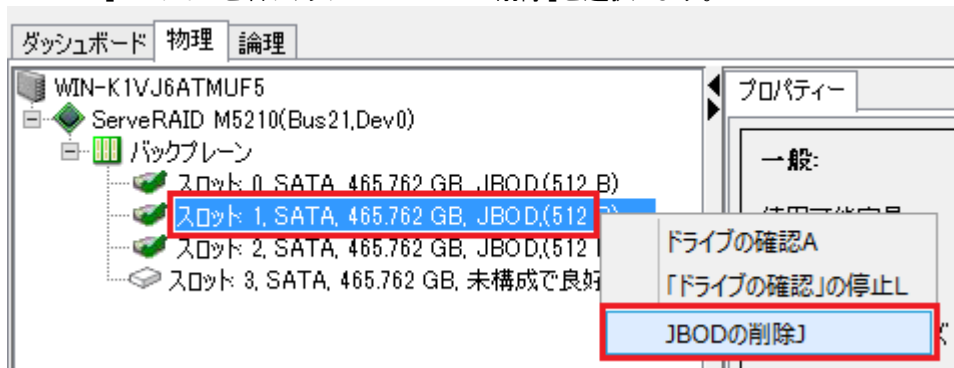 ダッシュボード 物理 論理
WIN-K1VJ6ATMUF5
ServeRAID M5210(Bus21,Dev0)
バックプレーン
スロット 0, SATA, 465.762 GB, JBOD,(512 B)
スロット 1, SATA, 465.762 GB, JBOD,(512
スロット 2, SATA, 465.762 GB, JBOD,(512
スロット 3, SATA, 465.762 GB, 未構成で良好
プロパティー
一般:
ドライブの確認A
「ドライブの確認」の停止L
JBODの削除J